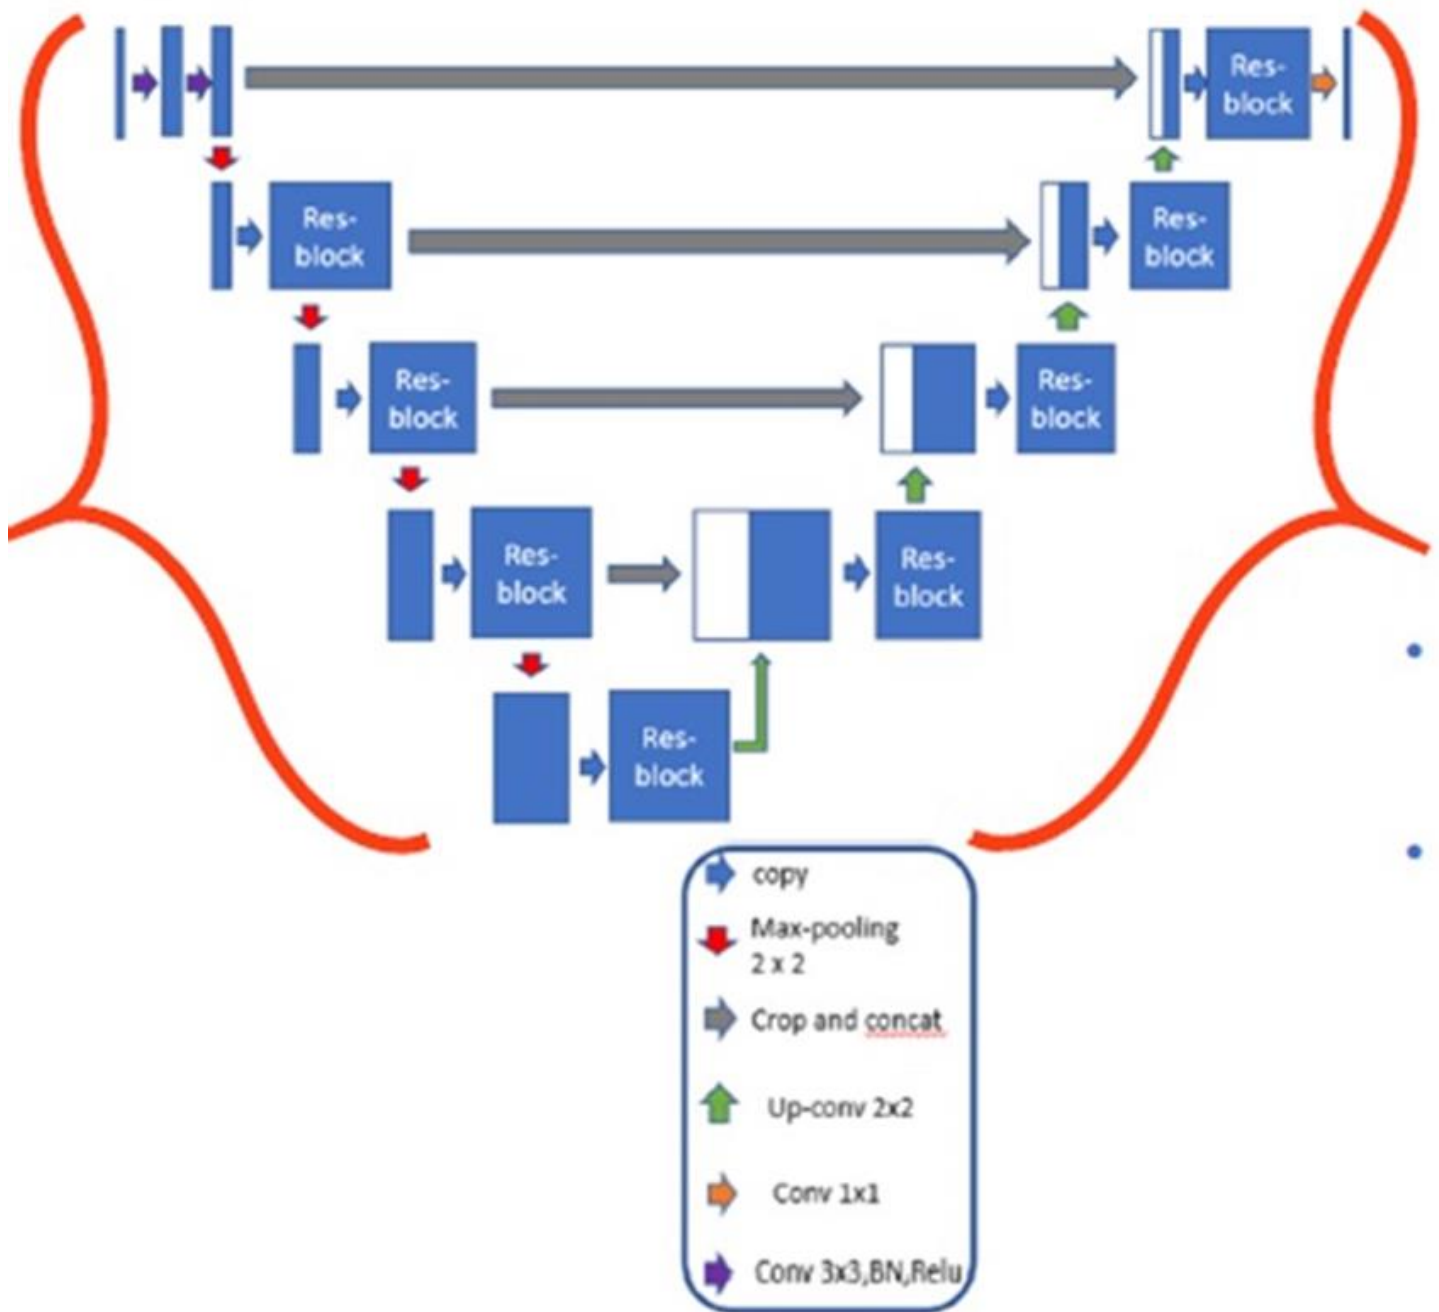 Res-
block
Res-
block
Res-
block
Res-
block
Res-
block
Res-
block
Res-
block
Res-
block
Res-
block
copy
Max-pooling
2 x 2
Crop and concat
Up-conv 2x2
Conv 1x1
Conv 3x3,BN,Relu